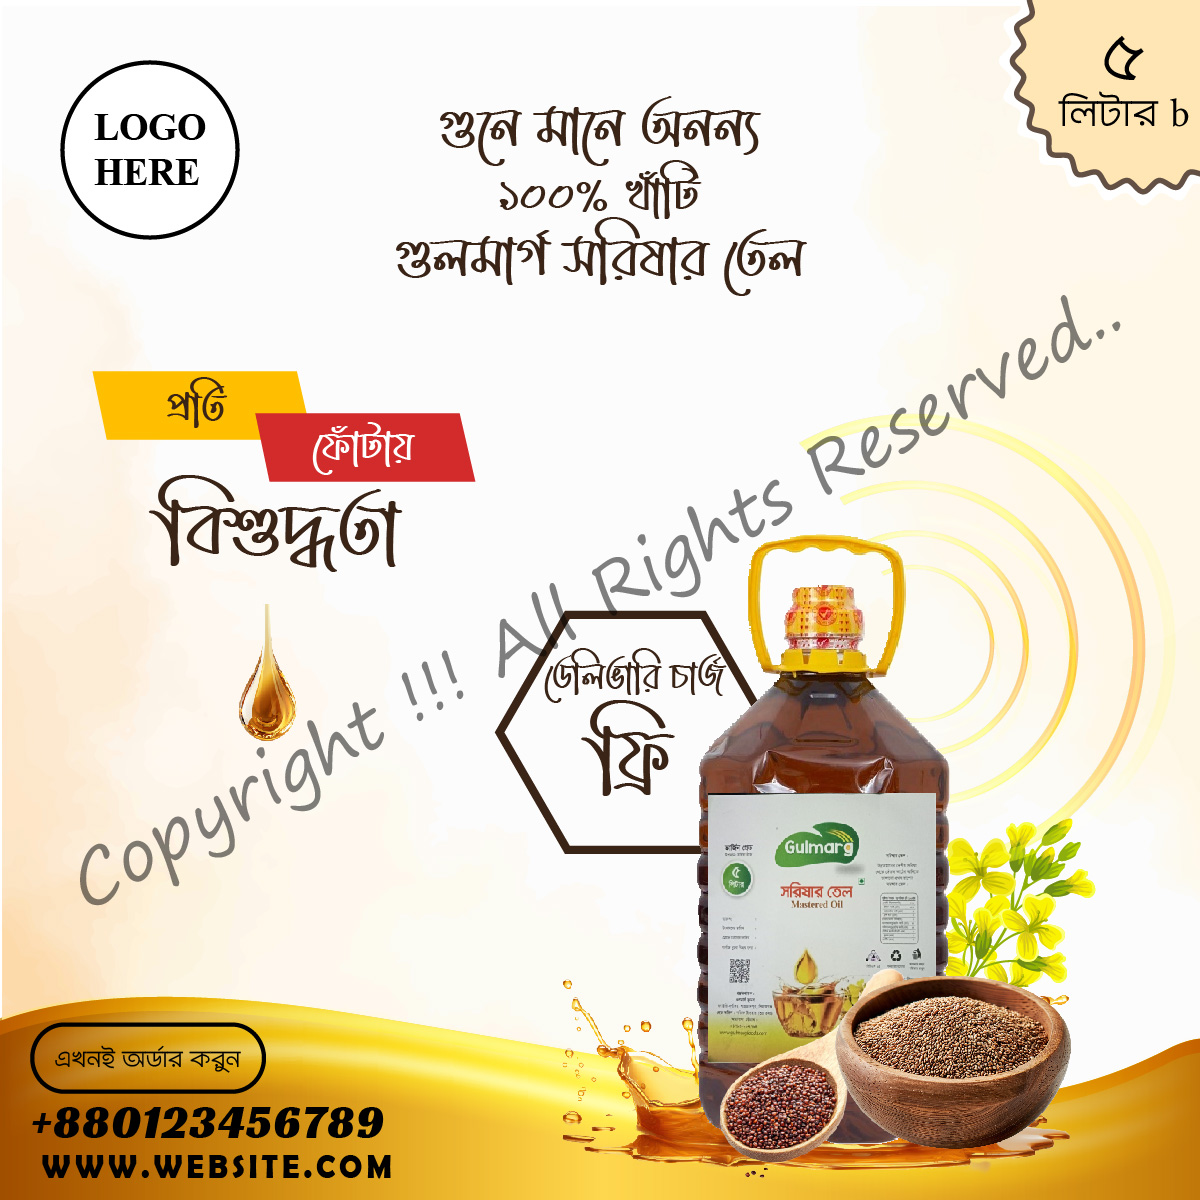 LOGO
HERE
৫
লিটার b
গুনে মানে অনন্য
১০০% খাঁটি
গুলমার্গ সরিষার তেল
প্রতি
ফোঁটায়
বিশুদ্ধতা
Copyright !!! All Rights Reserved..
ডেলিভারি চার্জ
ফ্রি
Gulmarg
৫
লিটার
সরিষার তেল
Mastered Oil
এখনই অর্ডার করুন
+880123456789
WWW.WEBSITE.COM